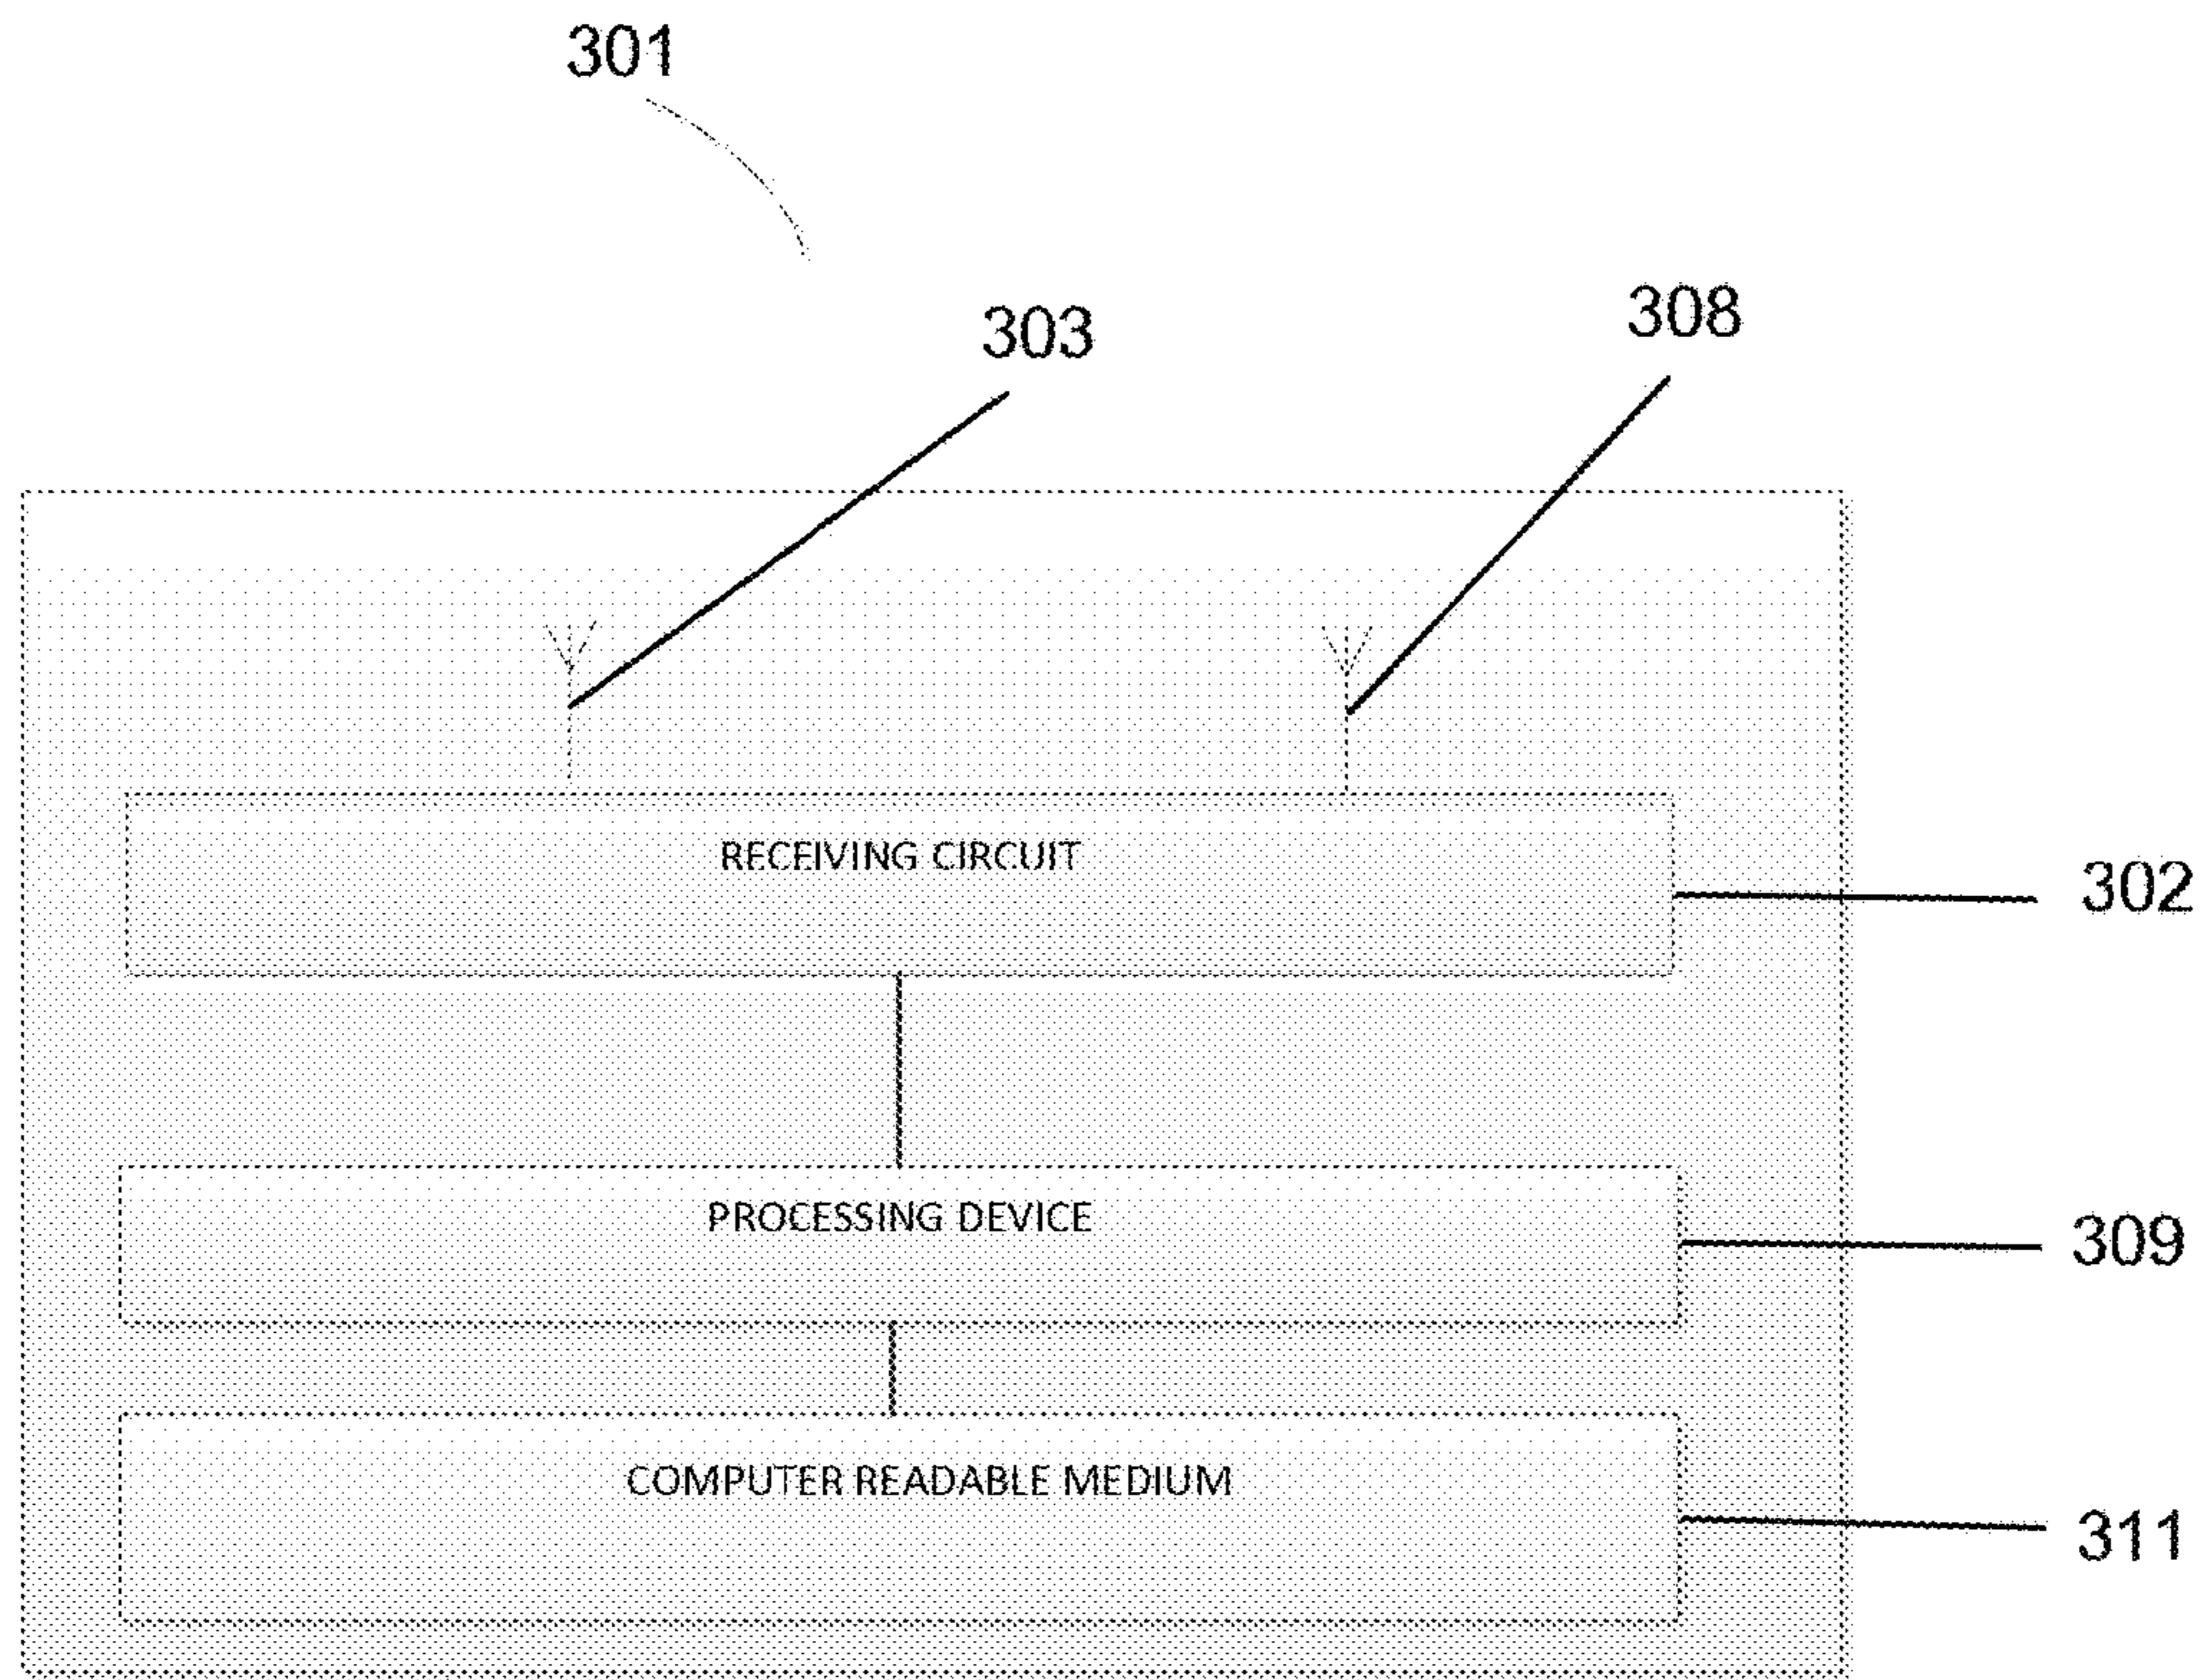 301
308
303
RECEIVING CIRCUIT
302
PROCESSING DEVICE
309
COMPUTER READABLE MEDIUM
311